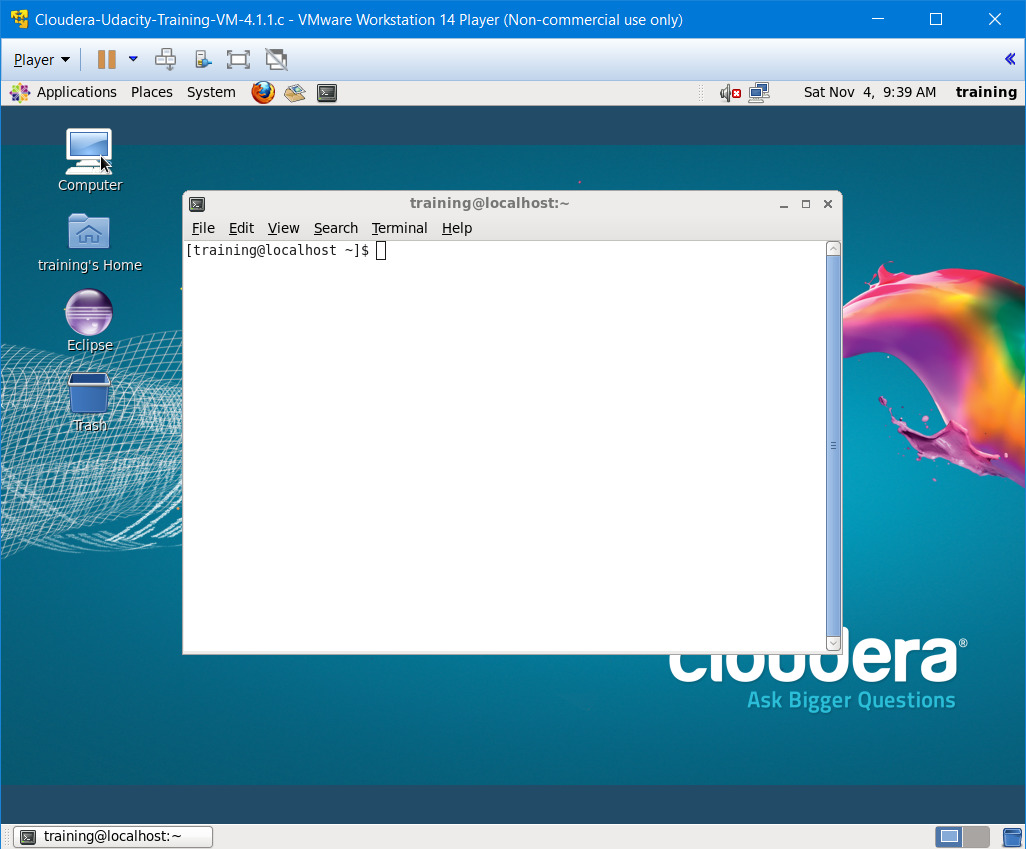 Cloudera-Udacity-Training-VM-4.1.1.c - VMware Workstation 14 Player (Non-commercial use only)
Player
Applications Places System Sat Nov 4, 9:39 AM training
Computer
training's Home
Eclipse
Trash
training@localhost:~
File Edit View Search Terminal Help
[training@localhost ~]$
cloudera®
Ask Bigger Questions
training@localhost:~